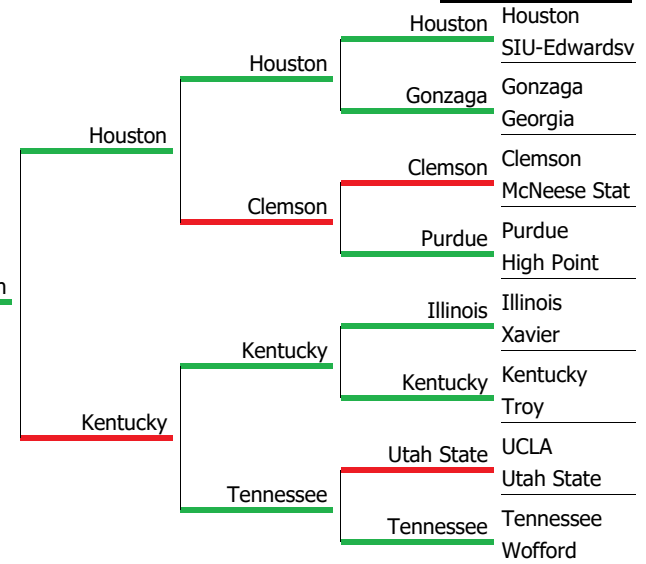 Houston
SIU-Edwardsv
Gonzaga
Georgia
Clemson
McNeese Stat
Purdue
High Point
Illinois
Xavier
Kentucky
Troy
UCLA
Utah State
Tennessee
Wofford
Houston
Gonzaga
Clemson
Purdue
Illinois
Kentucky
Utah State
Tennessee
Houston
Clemson
Kentucky
Tennessee
Houston
Kentucky
n